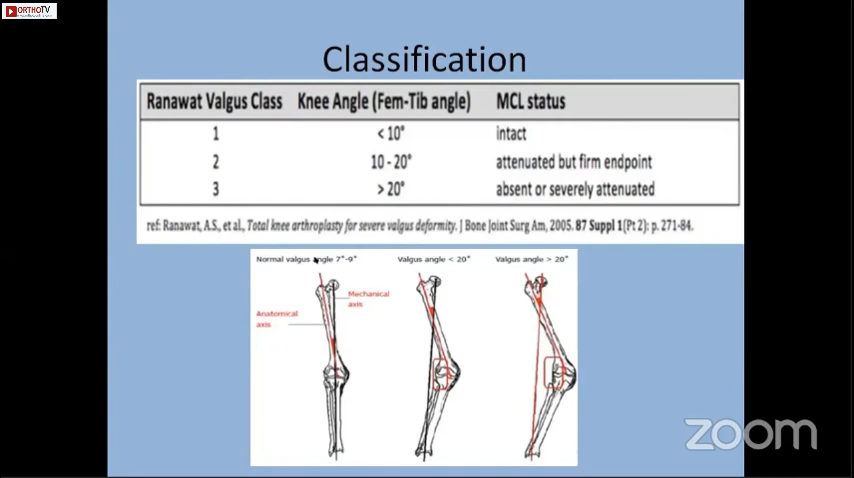 ORTHOTV
Classification
Ranawat Valgus Class Knee Angle (Fem-Tib angle) MCL status
1 < 10° intact
2 10 - 20° attenuated but firm endpoint
3 > 20° absent or severely attenuated
ref: Ranawat, A.S., et al., Total knee arthroplasty for severe valgus deformity. J Bone Joint Surg Am, 2005. 87 Suppl 1(Pt 2): p. 271-84.
Normal valgus angle 7°-9° Valgus angle < 20° Valgus angle > 20°
Mechanical
axis
Anatomical
axis
zoom